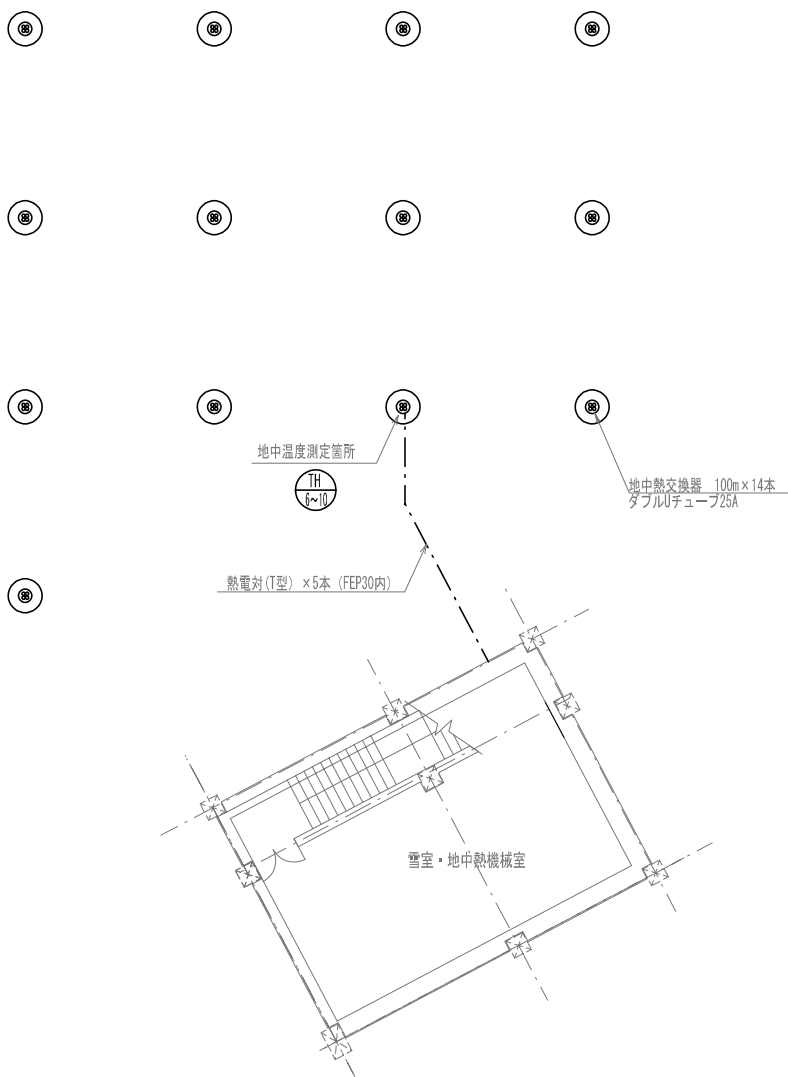 地中温度測定箇所
TH
6~10
地中熱交換器 100m×14本
ダブルUチューブ25A
熱電対(T型) ×5本 (FEP30内)
雪室・地中熱機械室